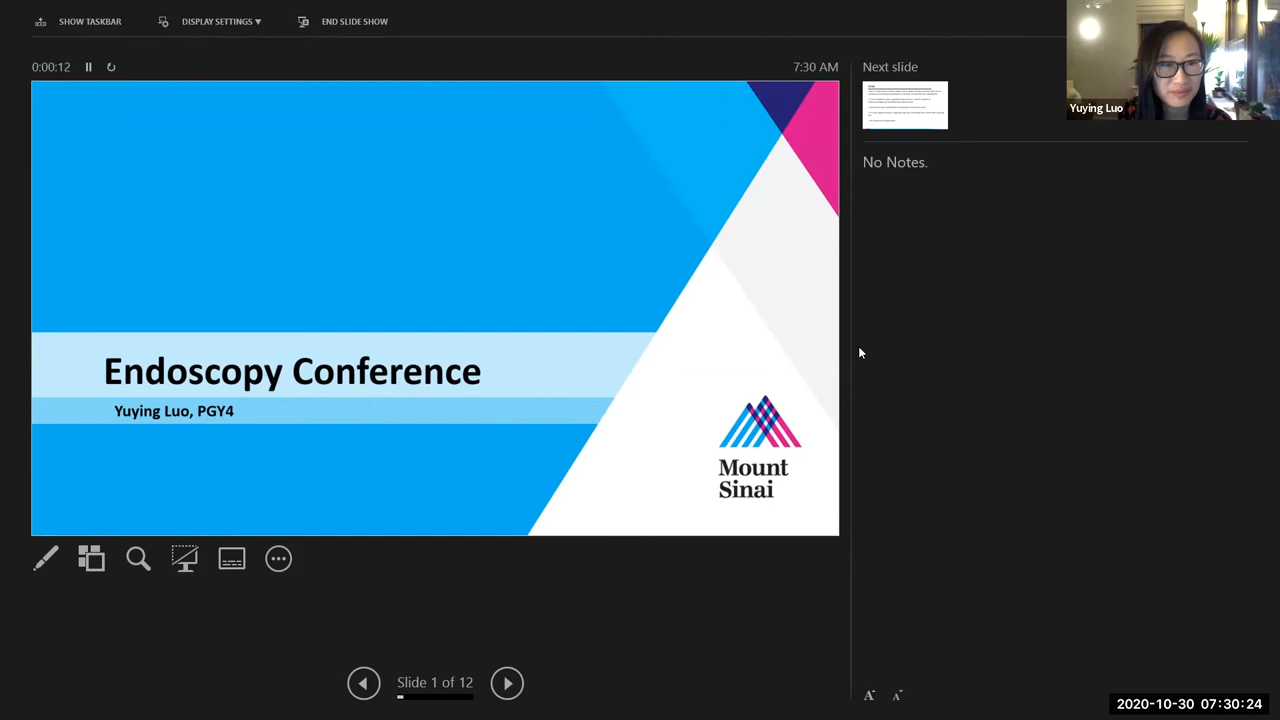 SHOW TASKBAR
DISPLAY SETTINGS ▼
END SLIDE SHOW
0:00:12
7:30 AM
Next slide
Yuying Luo
No Notes.
Endoscopy Conference
Yuying Luo, PGY4
Mount
Sinai
Slide 1 of 12
A A
2020-10-30 07:30:24